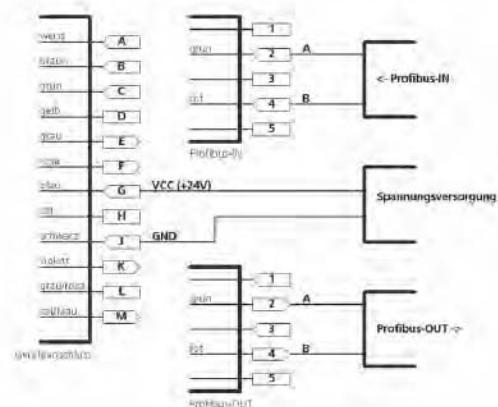 weiss
A
braun
B
grün
C
gelb
D
grau
E
rosa
F
blau
G
VCC (+24V)
rot
H
schwarz
J
GND
violett
K
grau/rosa
L
rot/blau
M
Geräteanschluss
1
grün
2
A
3
rot
4
B
5
Profibus-IN
<- Profibus-IN
Spannungsversorgung
1
grün
2
A
3
rot
4
B
5
Profibus-OUT
Profibus-OUT ->